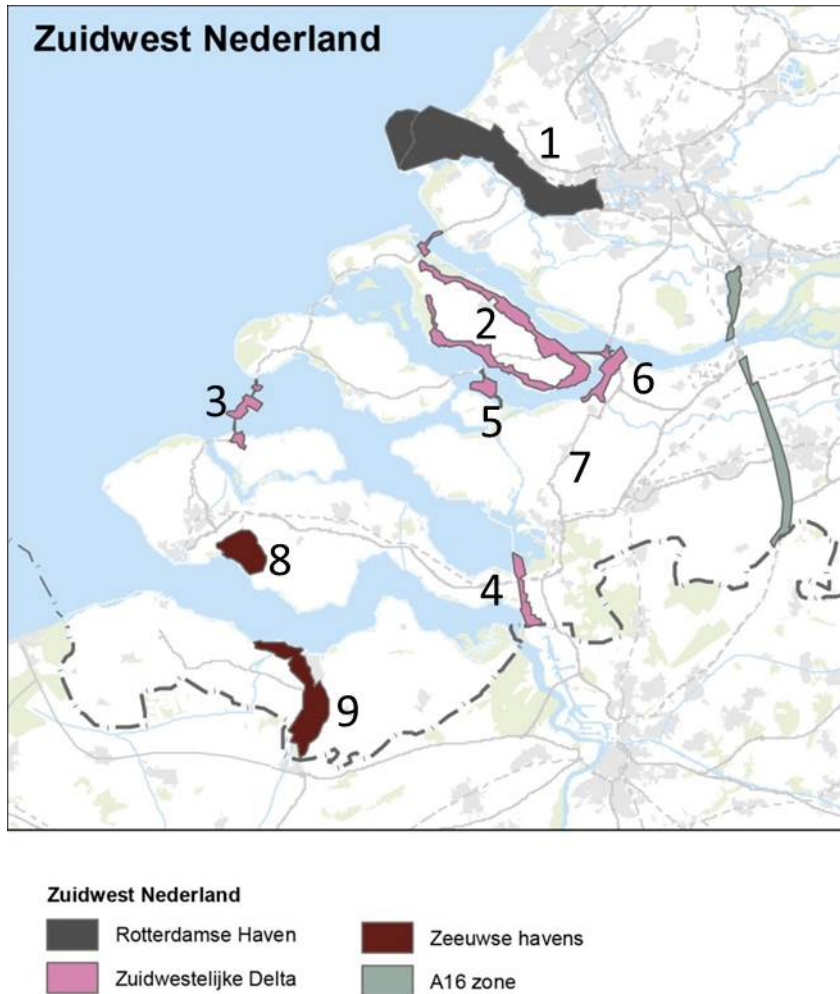 Zuidwest Nederland
1
2
3
6
5
7
8
4
9
Zuidwest Nederland
Rotterdamse Haven
Zeeuwse havens
Zuidwestelijke Delta
A16 zone